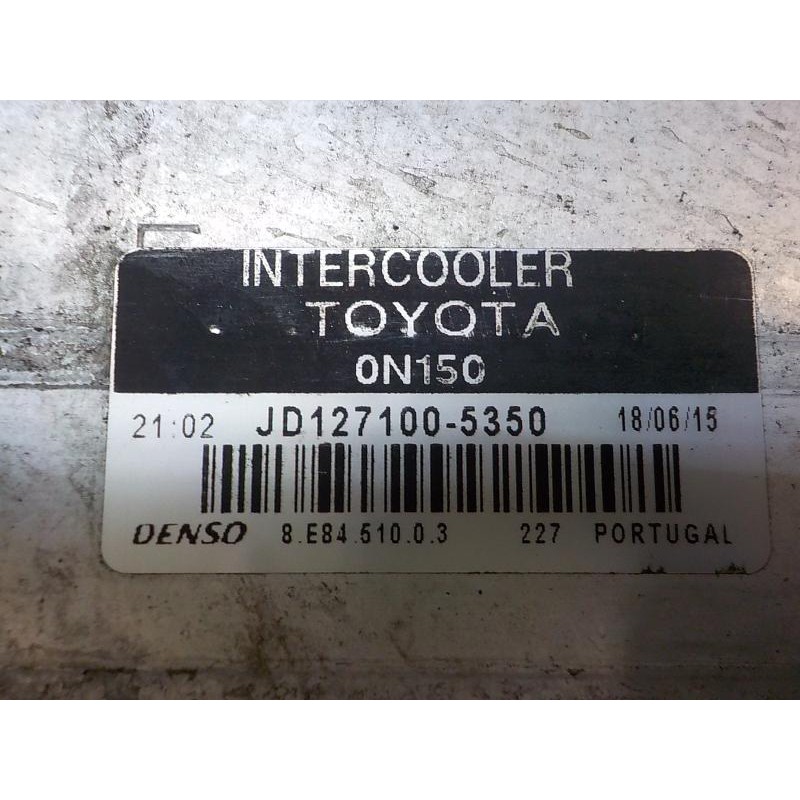 F
INTERCOOLER
TOYOTA
0N150
21:02 JD127100-5350 18/06/15
DENSO 8.E84.510.0.3 227 PORTUGAL